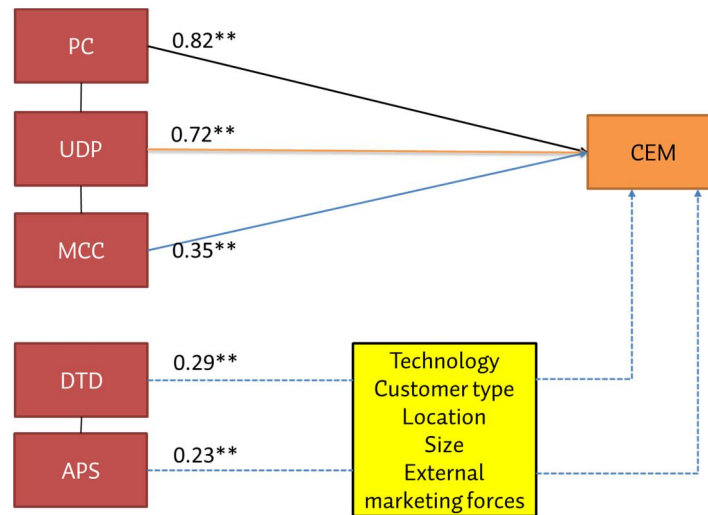 PC
0.82**
UDP
0.72**
CEM
MCC
0.35**
DTD
0.29**
APS
0.23**
Technology
Customer type
Location
Size
External
marketing forces